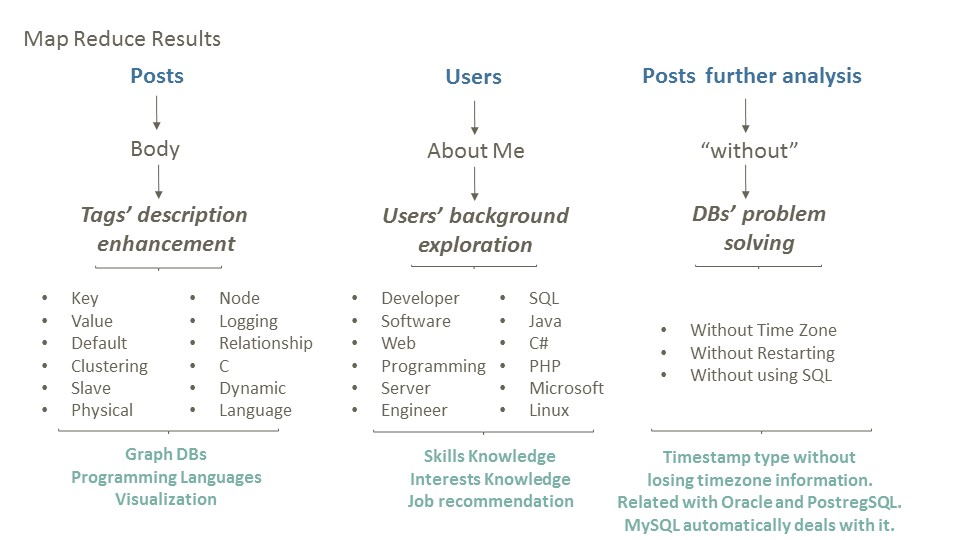 Map Reduce Results
Posts
Body
Tags' description
enhancement
• Key
• Value
• Default
• Clustering
• Slave
• Physical
• Node
• Logging
• Relationship
• C
• Dynamic
• Language
Graph DBs
Programming Languages
Visualization
Users
About Me
Users' background
exploration
• Developer
• Software
• Web
• Programming
• Server
• Engineer
• SQL
• Java
• C#
• PHP
• Microsoft
• Linux
Skills Knowledge
Interests Knowledge
Job recommendation
Posts further analysis
“without”
DBs' problem
solving
• Without Time Zone
• Without Restarting
• Without using SQL
Timestamp type without
losing timezone information.
Related with Oracle and PostregSQL.
MySQL automatically deals with it.